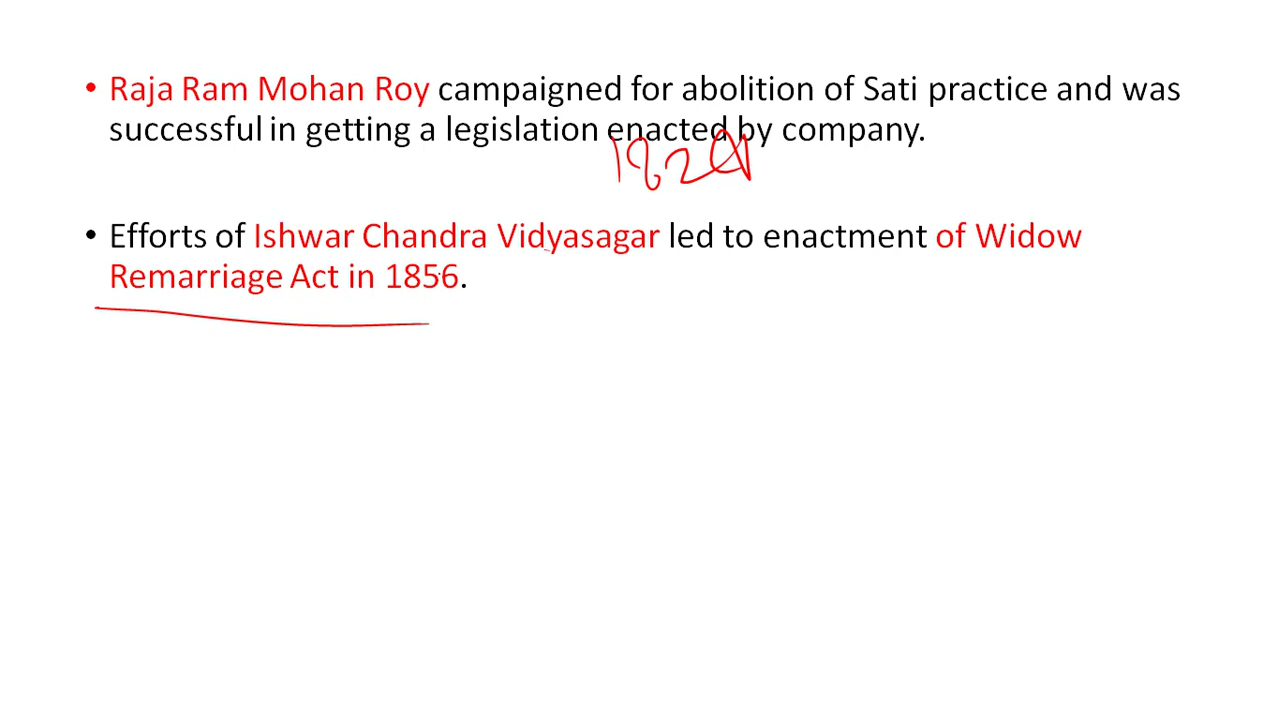 • Raja Ram Mohan Roy campaigned for abolition of Sati practice and was
successful in getting a legislation enacted by company.
1829
• Efforts of Ishwar Chandra Vidyasagar led to enactment of Widow
Remarriage Act in 1856.